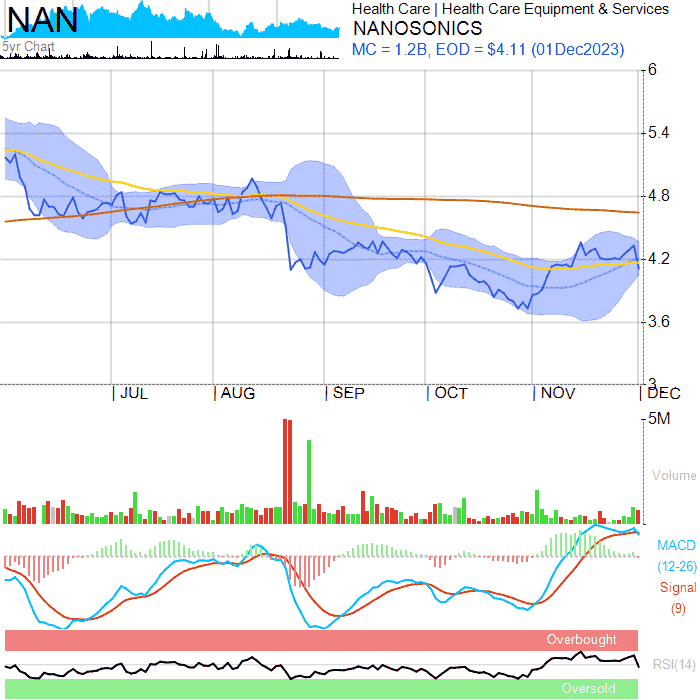 NAN
5yr Chart
Health Care | Health Care Equipment & Services
NANOSONICS
MC = 1.2B, EOD = $4.11 (01Dec2023)
6
5.4
4.8
4.2
3.6
3
JUL AUG SEP OCT NOV DEC
5M
Volume
MACD
(12-26)
Signal
(9)
Overbought
RSI(14)
Oversold